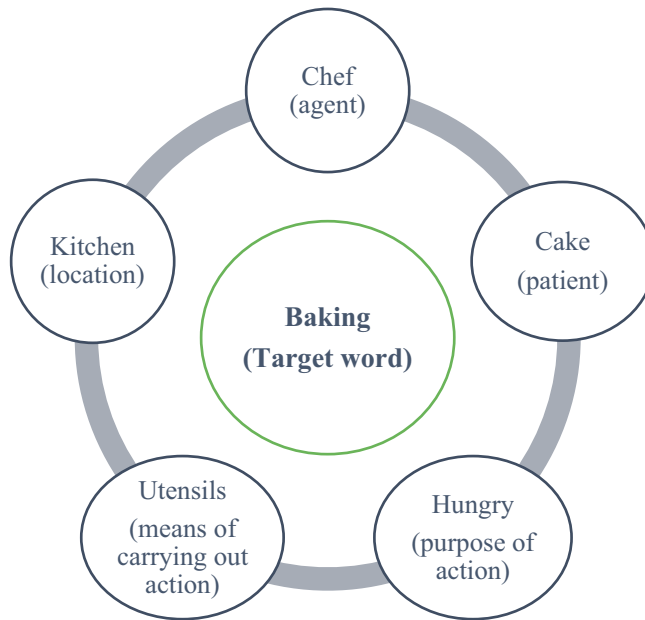 Chef
(agent)
Cake
(patient)
Kitchen
(location)
Baking
(Target word)
Utensils
(means of
carrying out
action)
Hungry
(purpose of
action)